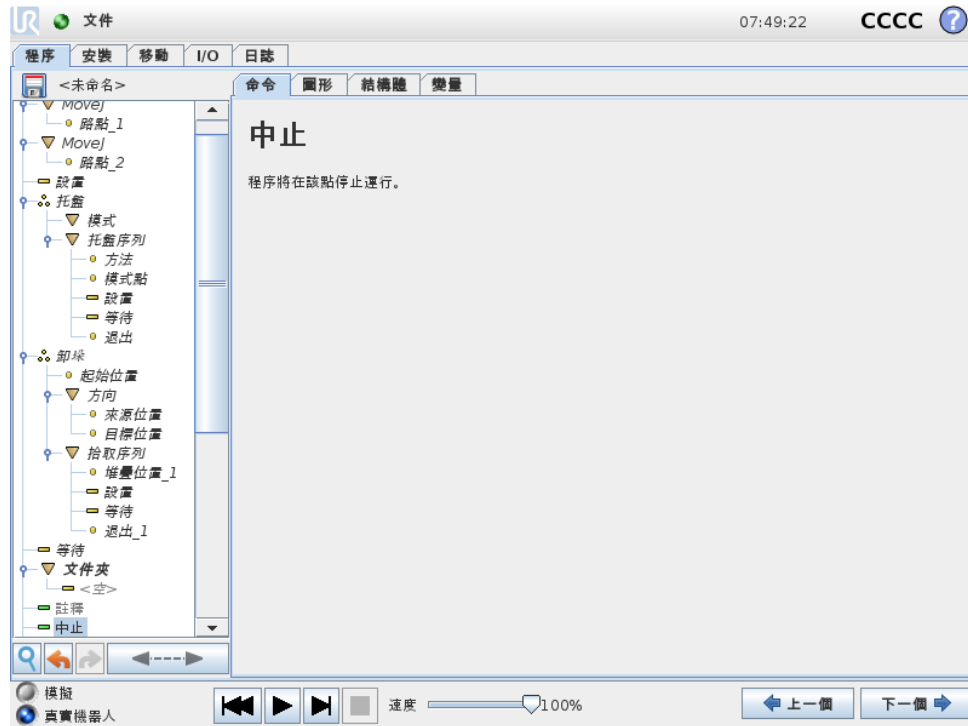 UR 文件 07:49:22 CCCC ?
程序 安裝 移動 I/O 日誌
<未命名> 命令 圖形 結構體 變量
MoveJ
路點_1
MoveJ
路點_2
設置
托盤
模式
托盤序列
方法
模式點
設置
等待
退出
卸垛
起始位置
方向
來源位置
目標位置
拾取序列
堆疊位置_1
設置
等待
退出_1
等待
文件夾
<空>
註釋
中止
中止
程序將在該點停止運行。
模擬
真實機器人
速度 100% 上一個 下一個